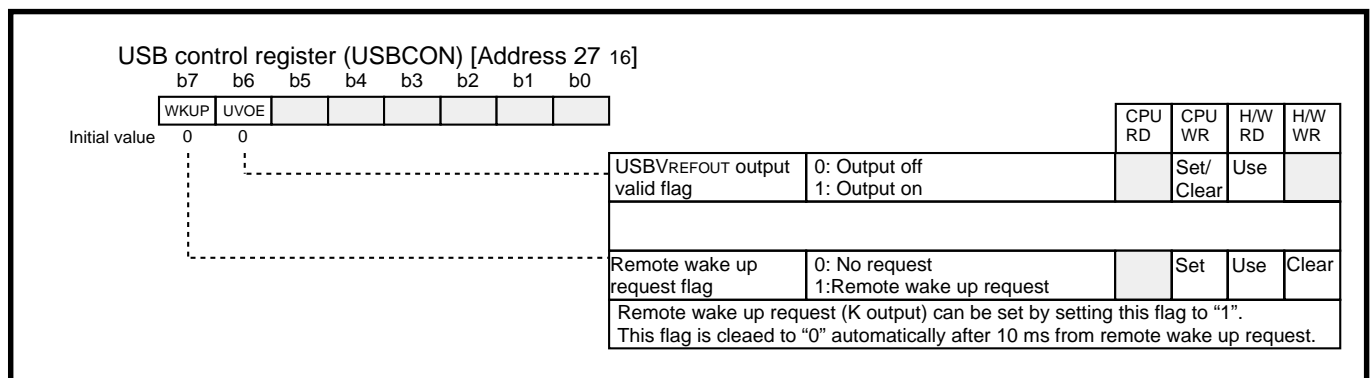 USB control register (USBCON) [Address 27 16]
b7 b6 b5 b4 b3 b2 b1 b0
WKUP UVOE
Initial value 0 0
CPU RD CPU WR H/W RD H/W WR
USBVREFOUT output valid flag
0: Output off
1: Output on
Set/ Clear
Use
Remote wake up request flag
0: No request
1:Remote wake up request
Set
Use
Clear
Remote wake up request (K output) can be set by setting this flag to “1”.
This flag is cleaed to “0” automatically after 10 ms from remote wake up request.